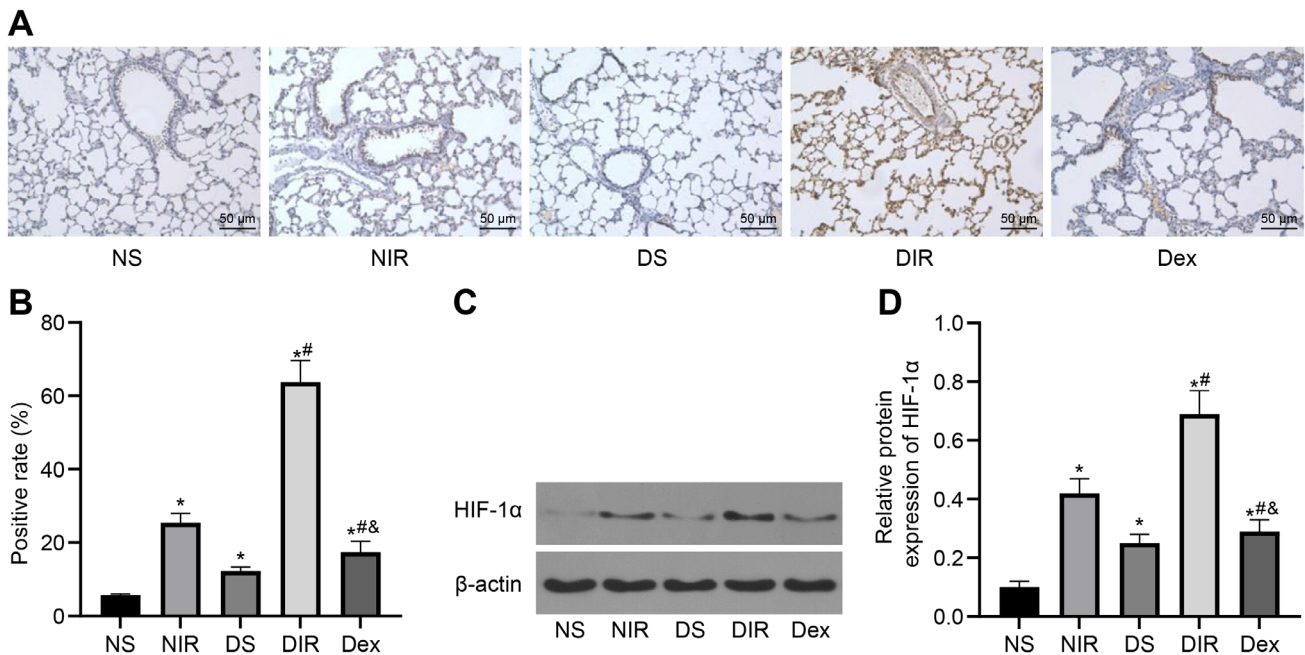 A
50 µm
50 µm
50 µm
50 µm
50 µm
NS
NIR
DS
DIR
Dex
B
Positive rate (%)
80
60
40
20
0
*
*
*#
*#&
NS
NIR
DS
DIR
Dex
C
HIF-1α
β-actin
NS
NIR
DS
DIR
Dex
D
Relative protein
expression of HIF-1α
1.0
0.8
0.6
0.4
0.2
0.0
*
*
*#
*#&
NS
NIR
DS
DIR
Dex